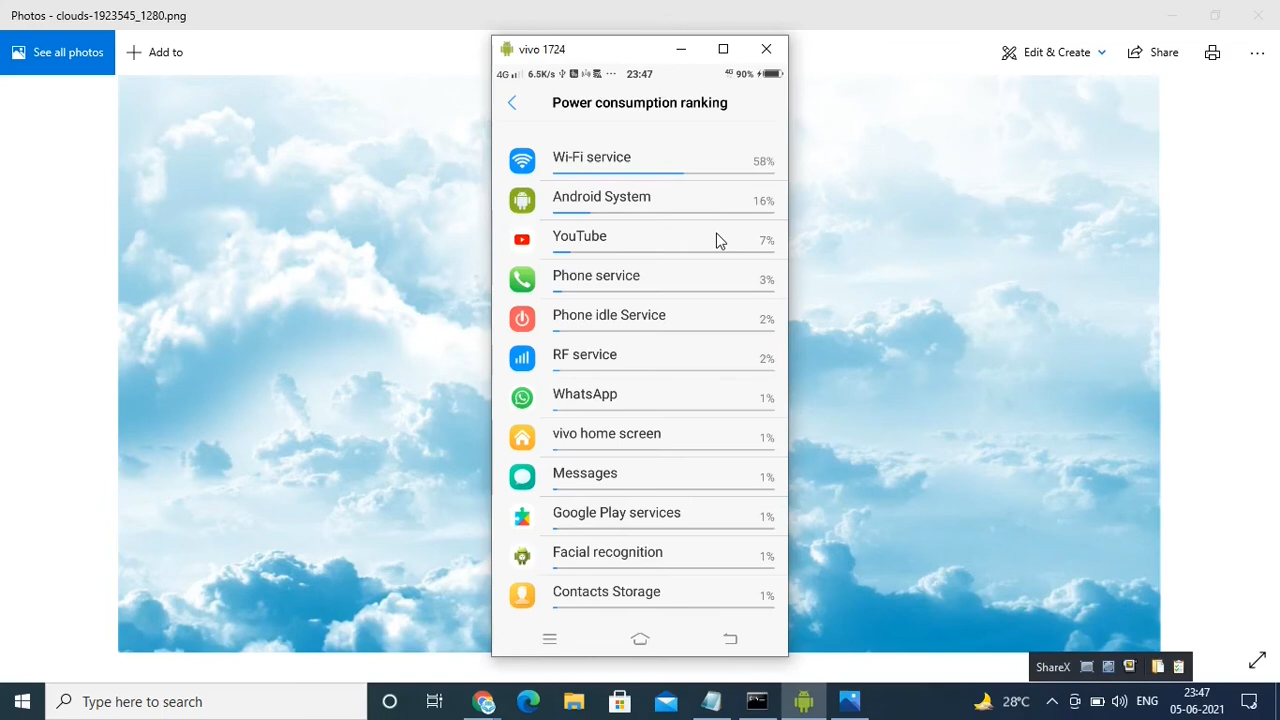 Photos - clouds-1923545_1280.png
See all photos
Add to
Edit & Create
Share
vivo 1724
4G 6.5K/s ... 23:47 4G 90%
Power consumption ranking
Wi-Fi service 58%
Android System 16%
YouTube 7%
Phone service 3%
Phone idle Service 2%
RF service 2%
WhatsApp 1%
vivo home screen 1%
Messages 1%
Google Play services 1%
Facial recognition 1%
Contacts Storage 1%
ShareX
Type here to search
28°C
ENG
23:47
05-06-2021